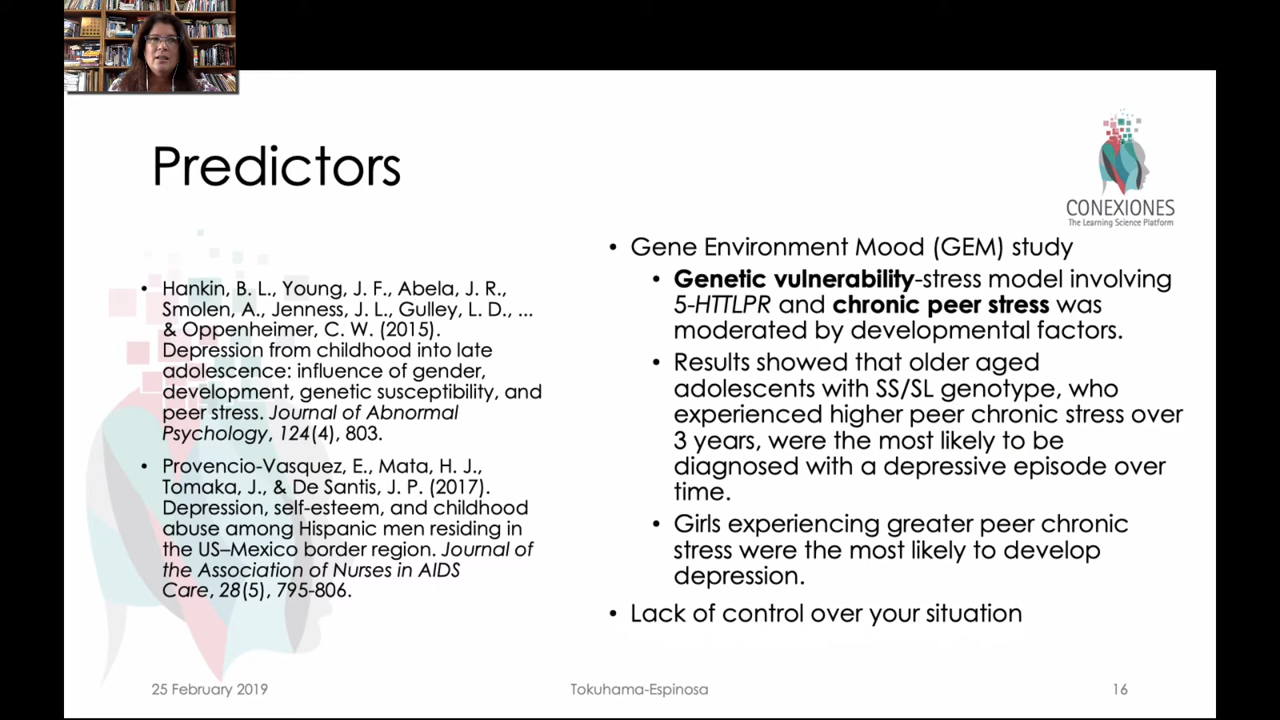 Predictors
CONEXIONES
The Learning Science Platform
• Hankin, B. L., Young, J. F., Abela, J. R.,
Smolen, A., Jenness, J. L., Gulley, L. D., ...
& Oppenheimer, C. W. (2015).
Depression from childhood into late
adolescence: influence of gender,
development, genetic susceptibility, and
peer stress. Journal of Abnormal
Psychology, 124(4), 803.
• Provencio-Vasquez, E., Mata, H. J.,
Tomaka, J., & De Santis, J. P. (2017).
Depression, self-esteem, and childhood
abuse among Hispanic men residing in
the US–Mexico border region. Journal of
the Association of Nurses in AIDS
Care, 28(5), 795-806.
• Gene Environment Mood (GEM) study
• Genetic vulnerability-stress model involving
5-HTTLPR and chronic peer stress was
moderated by developmental factors.
• Results showed that older aged
adolescents with SS/SL genotype, who
experienced higher peer chronic stress over
3 years, were the most likely to be
diagnosed with a depressive episode over
time.
• Girls experiencing greater peer chronic
stress were the most likely to develop
depression.
• Lack of control over your situation
25 February 2019
Tokuhama-Espinosa
16